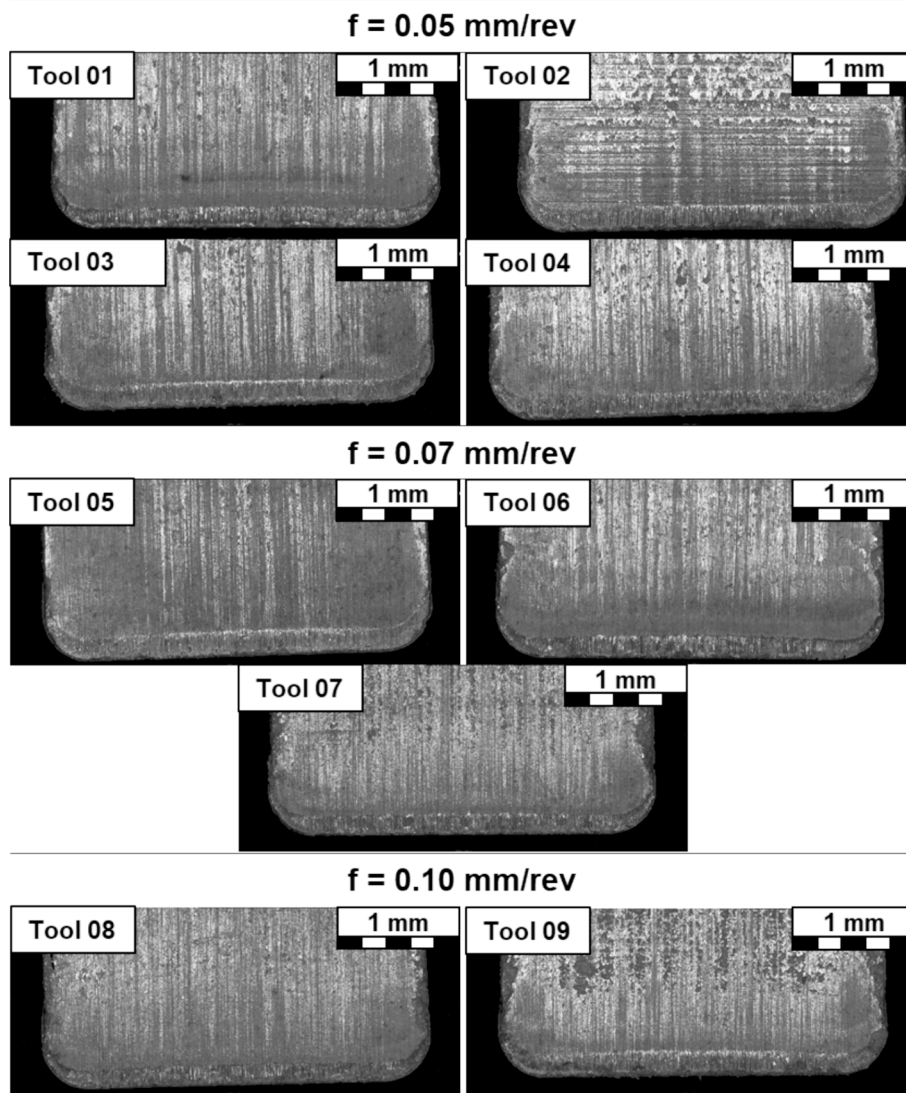 f = 0.05 mm/rev
Tool 01
1 mm
Tool 02
1 mm
Tool 03
1 mm
Tool 04
1 mm
f = 0.07 mm/rev
Tool 05
1 mm
Tool 06
1 mm
Tool 07
1 mm
f = 0.10 mm/rev
Tool 08
1 mm
Tool 09
1 mm